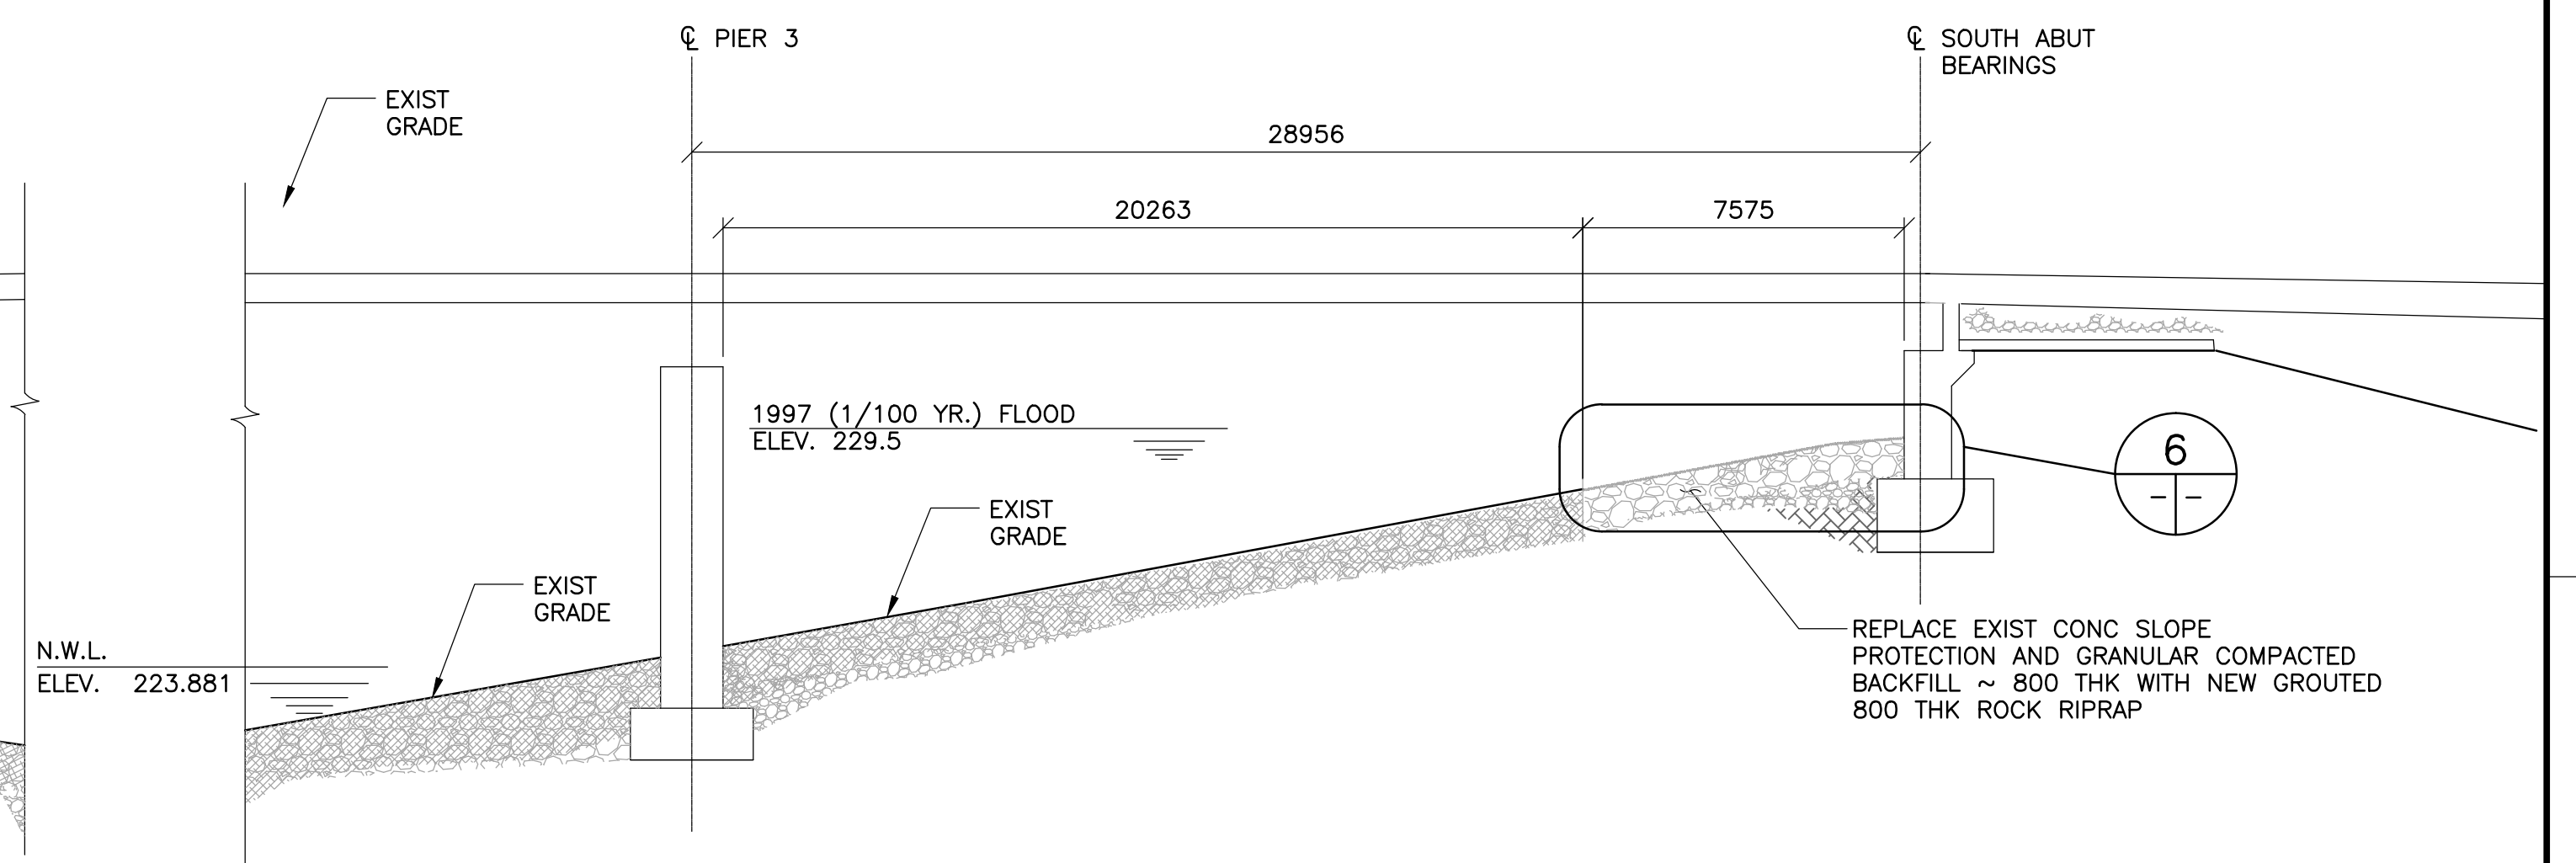 ℄ PIER 3
℄ SOUTH ABUT
BEARINGS
EXIST
GRADE
28956
20263
7575
1997 (1/100 YR.) FLOOD
ELEV. 229.5
6
- -
EXIST
GRADE
EXIST
GRADE
N.W.L.
ELEV. 223.881
REPLACE EXIST CONC SLOPE
PROTECTION AND GRANULAR COMPACTED
BACKFILL ~ 800 THK WITH NEW GROUTED
800 THK ROCK RIPRAP